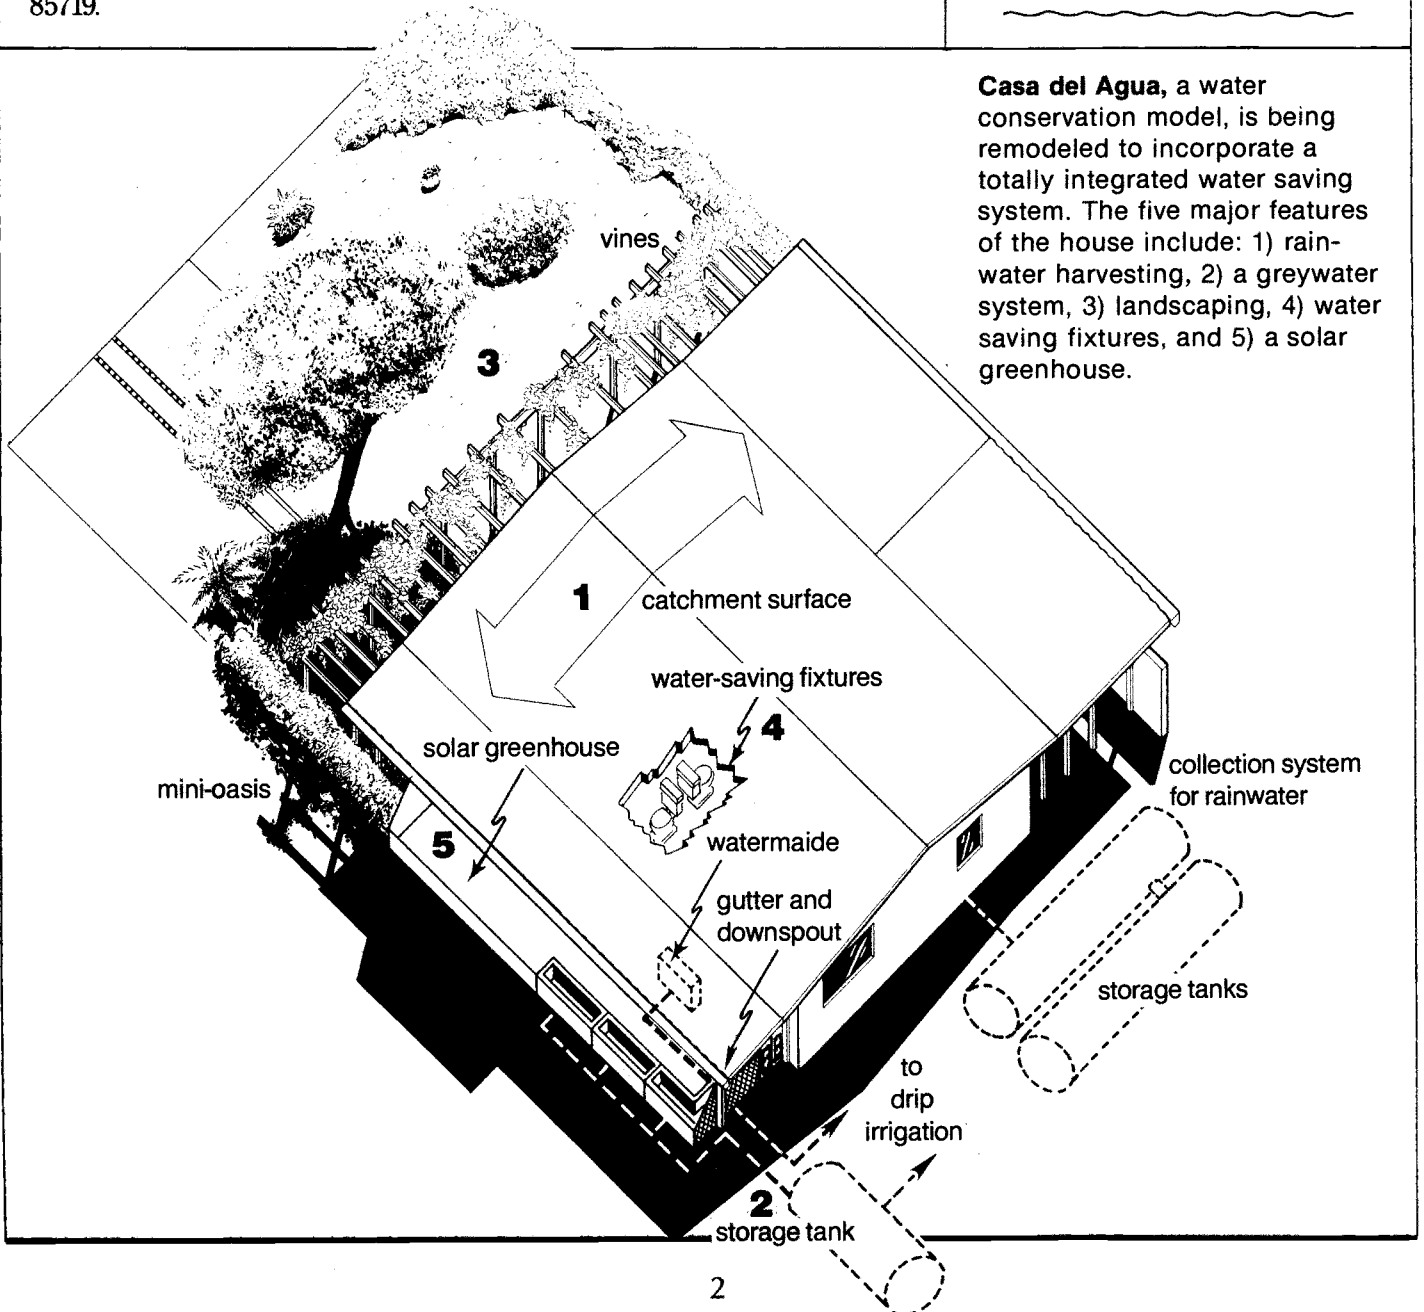 85719.
Casa del Agua, a water
conservation model, is being
remodeled to incorporate a
totally integrated water saving
system. The five major features
of the house include: 1) rain-
water harvesting, 2) a greywater
system, 3) landscaping, 4) water
saving fixtures, and 5) a solar
greenhouse.
vines
3
1
catchment surface
water-saving fixtures
4
solar greenhouse
mini-oasis
collection system
for rainwater
5
watermaide
gutter and
downspout
storage tanks
to
drip
irrigation
2
storage tank
2